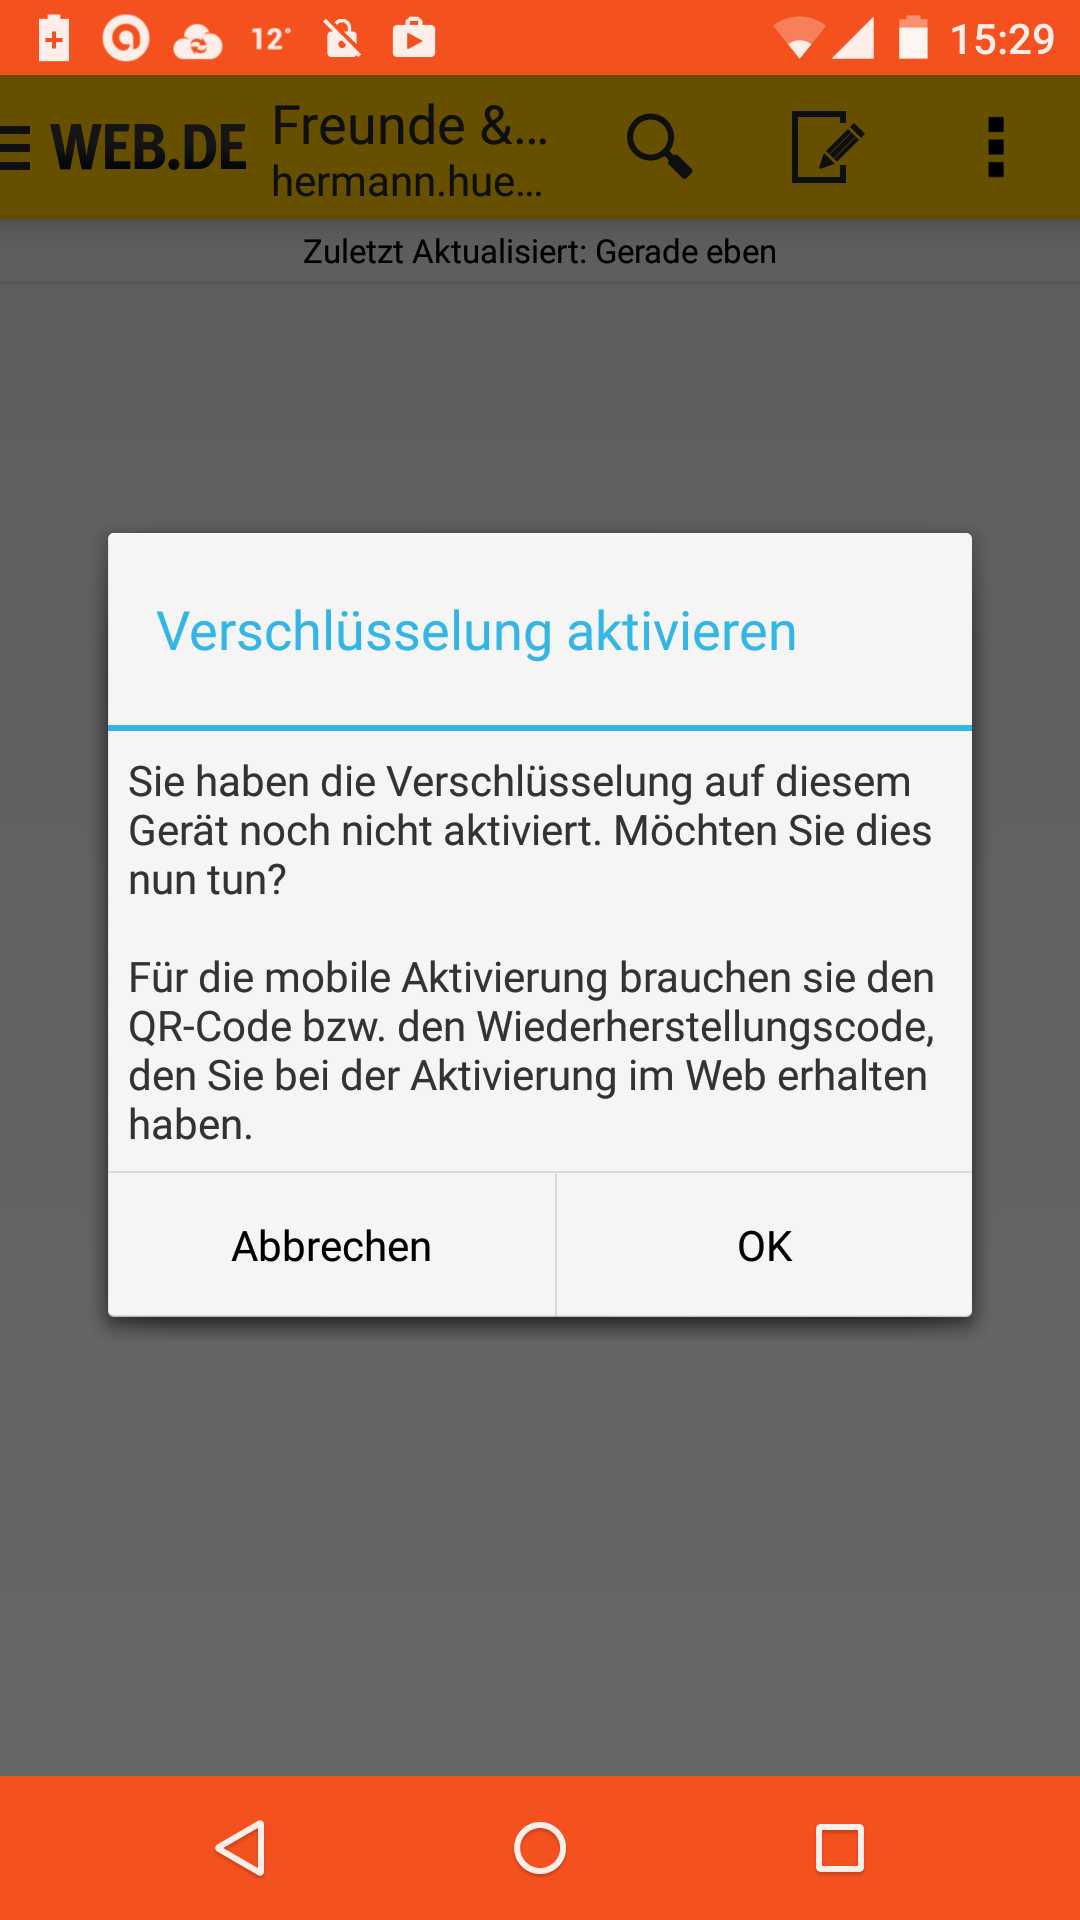 12°
15:29
WEB.DE
Freunde &...
hermann.hue...
Zuletzt Aktualisiert: Gerade eben
Verschlüsselung aktivieren
Sie haben die Verschlüsselung auf diesem
Gerät noch nicht aktiviert. Möchten Sie dies
nun tun?
Für die mobile Aktivierung brauchen sie den
QR-Code bzw. den Wiederherstellungscode,
den Sie bei der Aktivierung im Web erhalten
haben.
Abbrechen
OK